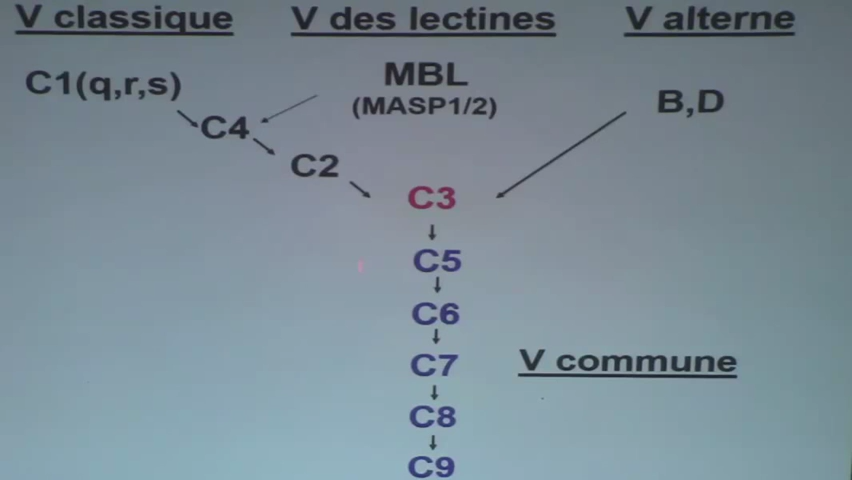 V classique
V des lectines
V alterne
C1(q,r,s)
MBL
(MASP1/2)
B,D
C4
C2
C3
C5
C6
V commune
C7
C8
C9